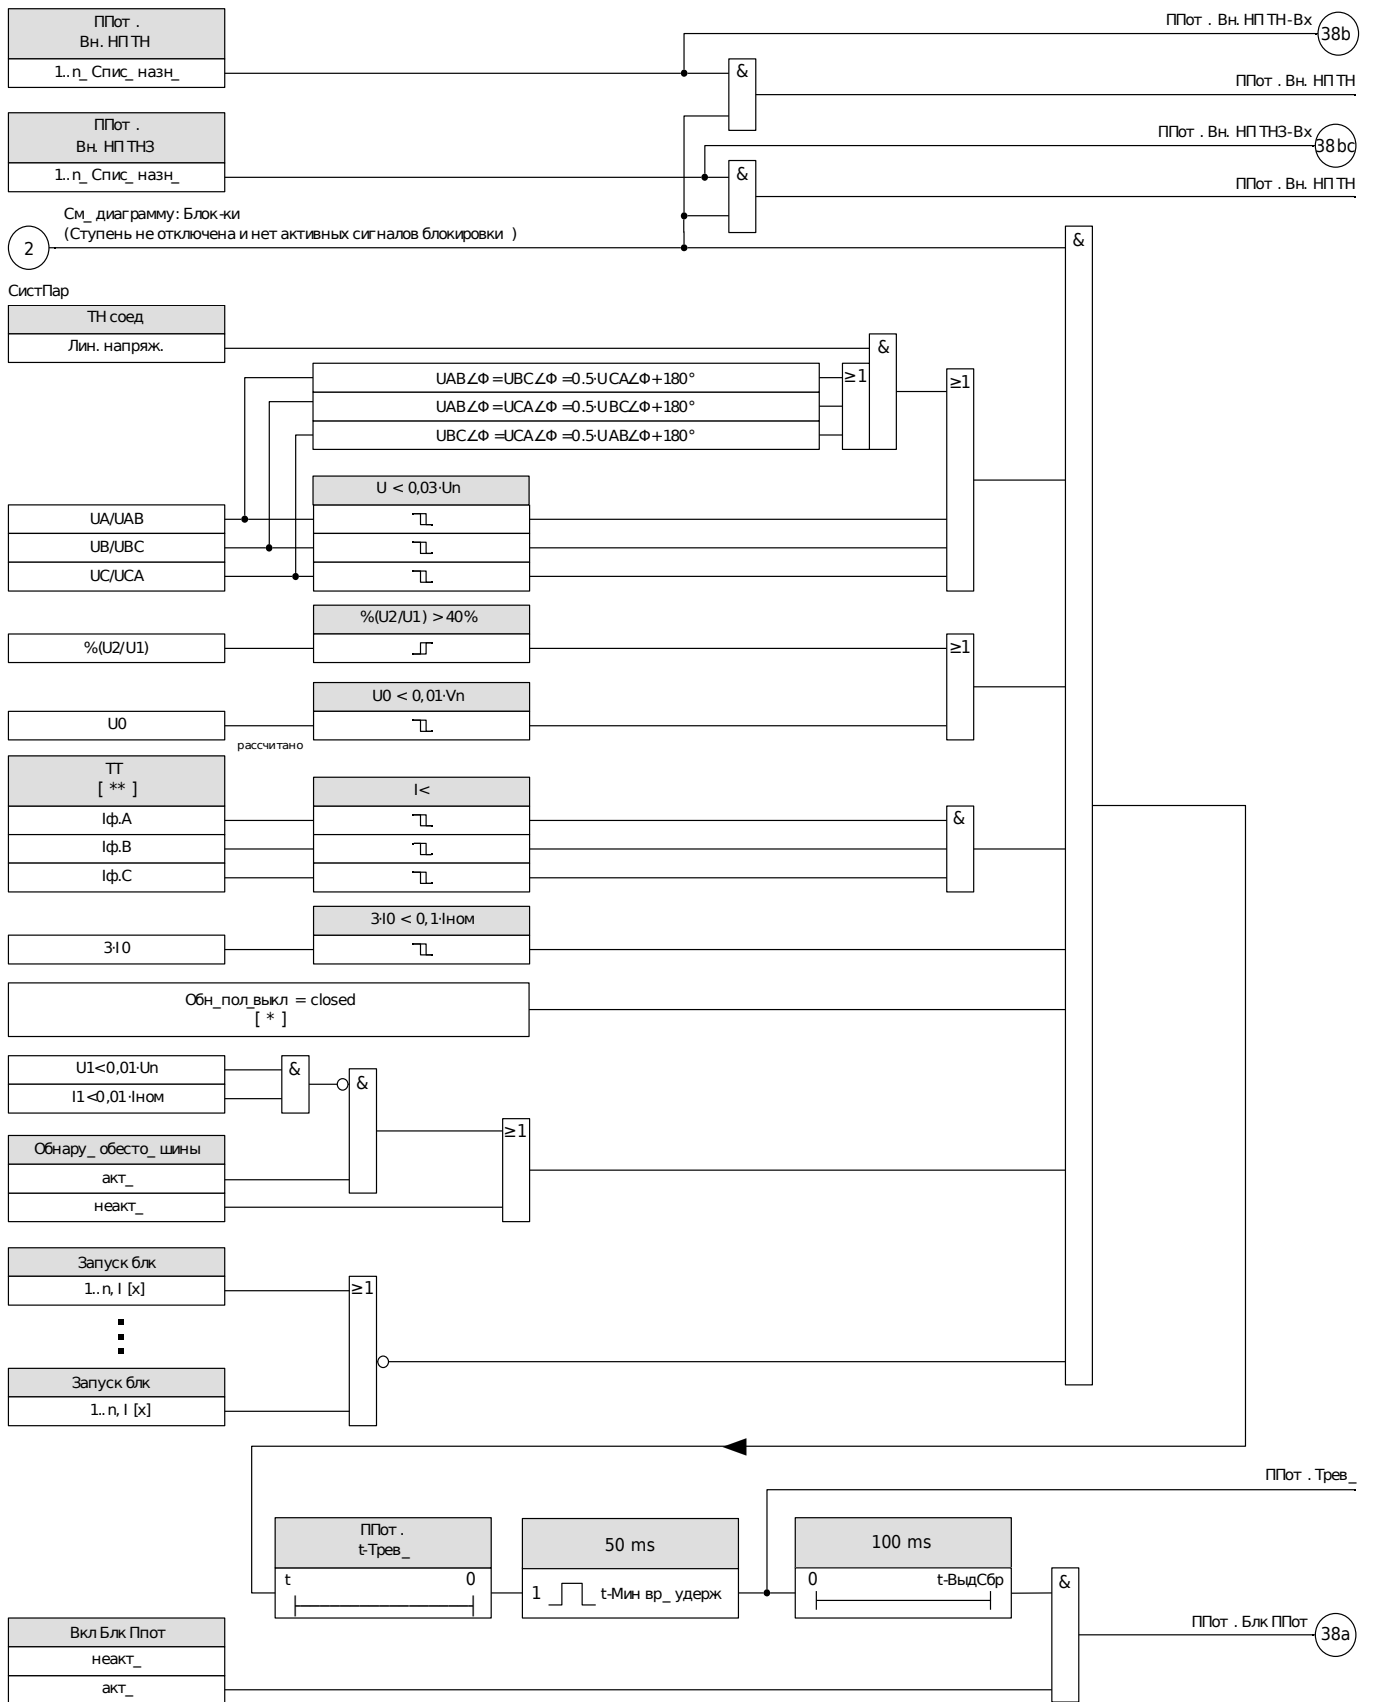 ППот .
Вн. НП ТН
1..n_ Спис_ назн_
ППот . Вн. НП ТН-Вх
38b
&
ППот . Вн. НП ТН
ППот .
Вн. НП ТНЗ
1..n_ Спис_ назн_
ППот . Вн. НП ТНЗ-Вх
38bc
&
ППот . Вн. НП ТН
См_ диаграмму: Блок-ки
(Ступень не отключена и нет активных сигналов блокировки )
2
&
СистПар
ТН соед
Лин. напряж.
&
UAB∠Φ=UBC∠Φ=0.5·UCA∠Φ+180°
≥1
≥1
UAB∠Φ=UCA∠Φ=0.5·UBC∠Φ+180°
UBC∠Φ=UCA∠Φ=0.5·UAB∠Φ+180°
U < 0,03·Un
UA/UAB
UB/UBC
UC/UCA
%(U2/U1) >40%
%(U2/U1)
≥1
U0 < 0,01·Vn
U0
рассчитано
ТТ
[ ** ]
I<
Iф.А
&
Iф.В
Iф.С
3·I0 < 0,1·Iном
3·I0
Обн_пол_выкл = closed
[ * ]
U1<0,01·Un
&
&
I1<0,01·Iном
≥1
Обнару_ обесто_ шины
акт_
неакт_
Запуск блк
1..n, I [x]
≥1
Запуск блк
1..n, I [x]
ППот . Трев_
ППот .
t-Трев_
50 ms
100 ms
t 0
1 t-Мин вр_ удерж
0 t-ВыдСбр
&
Вкл Блк Ппот
ППот . Блк ППот
38a
неакт_
акт_